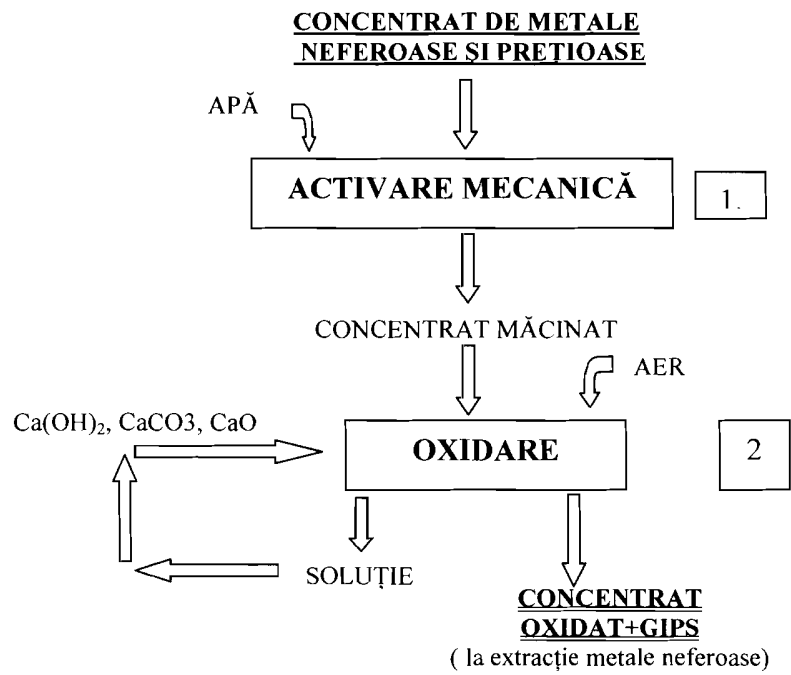 CONCENTRAT DE METALE
NEFEROASE ŞI PREŢIOASE
APĂ
ACTIVARE MECANICĂ
1.
CONCENTRAT MĂCINAT
AER
Ca(OH)₂, CaCO3, CaO
OXIDARE
2
SOLUŢIE
CONCENTRAT
OXIDAT+GIPS
( la extracţie metale neferoase)